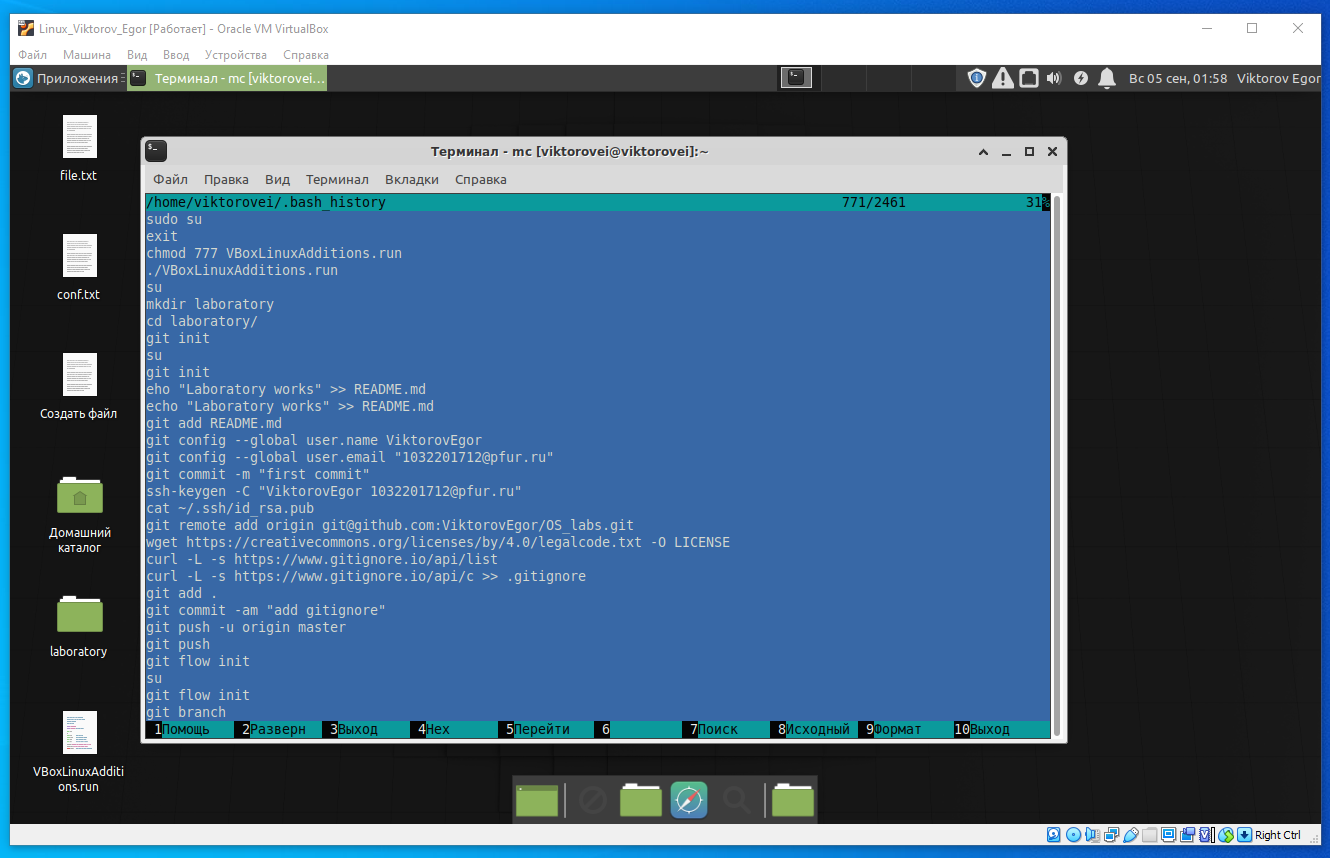 Linux_Viktorov_Egor [Работает] - Oracle VM VirtualBox
Файл Машина Вид Ввод Устройства Справка
Приложения Терминал - mc [viktorovei... Вс 05 сен, 01:58 Viktorov Egor
file.txt
conf.txt
Создать файл
Домашний
каталог
laboratory
VBoxLinuxAdditi
ons.run
Терминал - mc [viktorovei@viktorovei]:~
Файл Правка Вид Терминал Вкладки Справка
/home/viktorovei/.bash_history 771/2461 31%
sudo su
exit
chmod 777 VBoxLinuxAdditions.run
./VBoxLinuxAdditions.run
su
mkdir laboratory
cd laboratory/
git init
su
git init
eho "Laboratory works" >> README.md
echo "Laboratory works" >> README.md
git add README.md
git config --global user.name ViktorovEgor
git config --global user.email "1032201712@pfur.ru"
git commit -m "first commit"
ssh-keygen -C "ViktorovEgor 1032201712@pfur.ru"
cat ~/.ssh/id_rsa.pub
git remote add origin git@github.com:ViktorovEgor/OS_labs.git
wget https://creativecommons.org/licenses/by/4.0/legalcode.txt -O LICENSE
curl -L -s https://www.gitignore.io/api/list
curl -L -s https://www.gitignore.io/api/c >> .gitignore
git add .
git commit -am "add gitignore"
git push -u origin master
git push
git flow init
su
git flow init
git branch
1Помощь 2Разверн 3Выход 4Hex 5Перейти 6 7Поиск 8Исходный 9Формат 10Выход
Right Ctrl